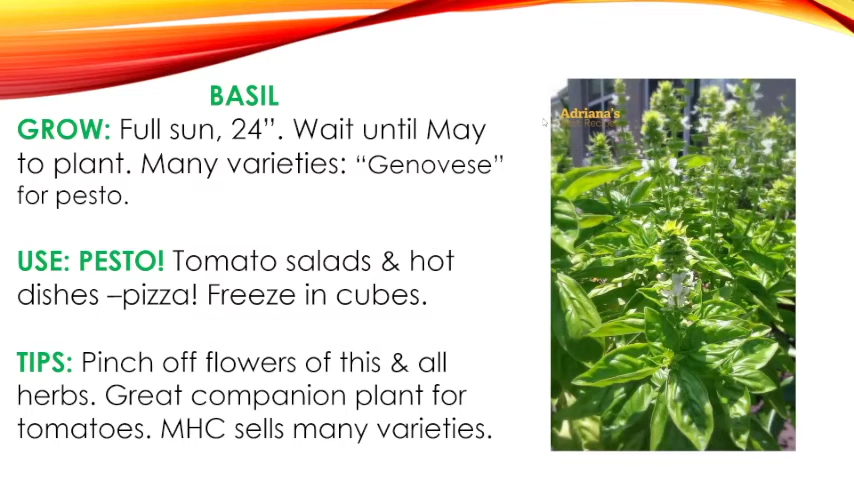 BASIL
GROW: Full sun, 24”. Wait until May
to plant. Many varieties: “Genovese”
for pesto.
USE: PESTO! Tomato salads & hot
dishes –pizza! Freeze in cubes.
TIPS: Pinch off flowers of this & all
herbs. Great companion plant for
tomatoes. MHC sells many varieties.
Adriana's